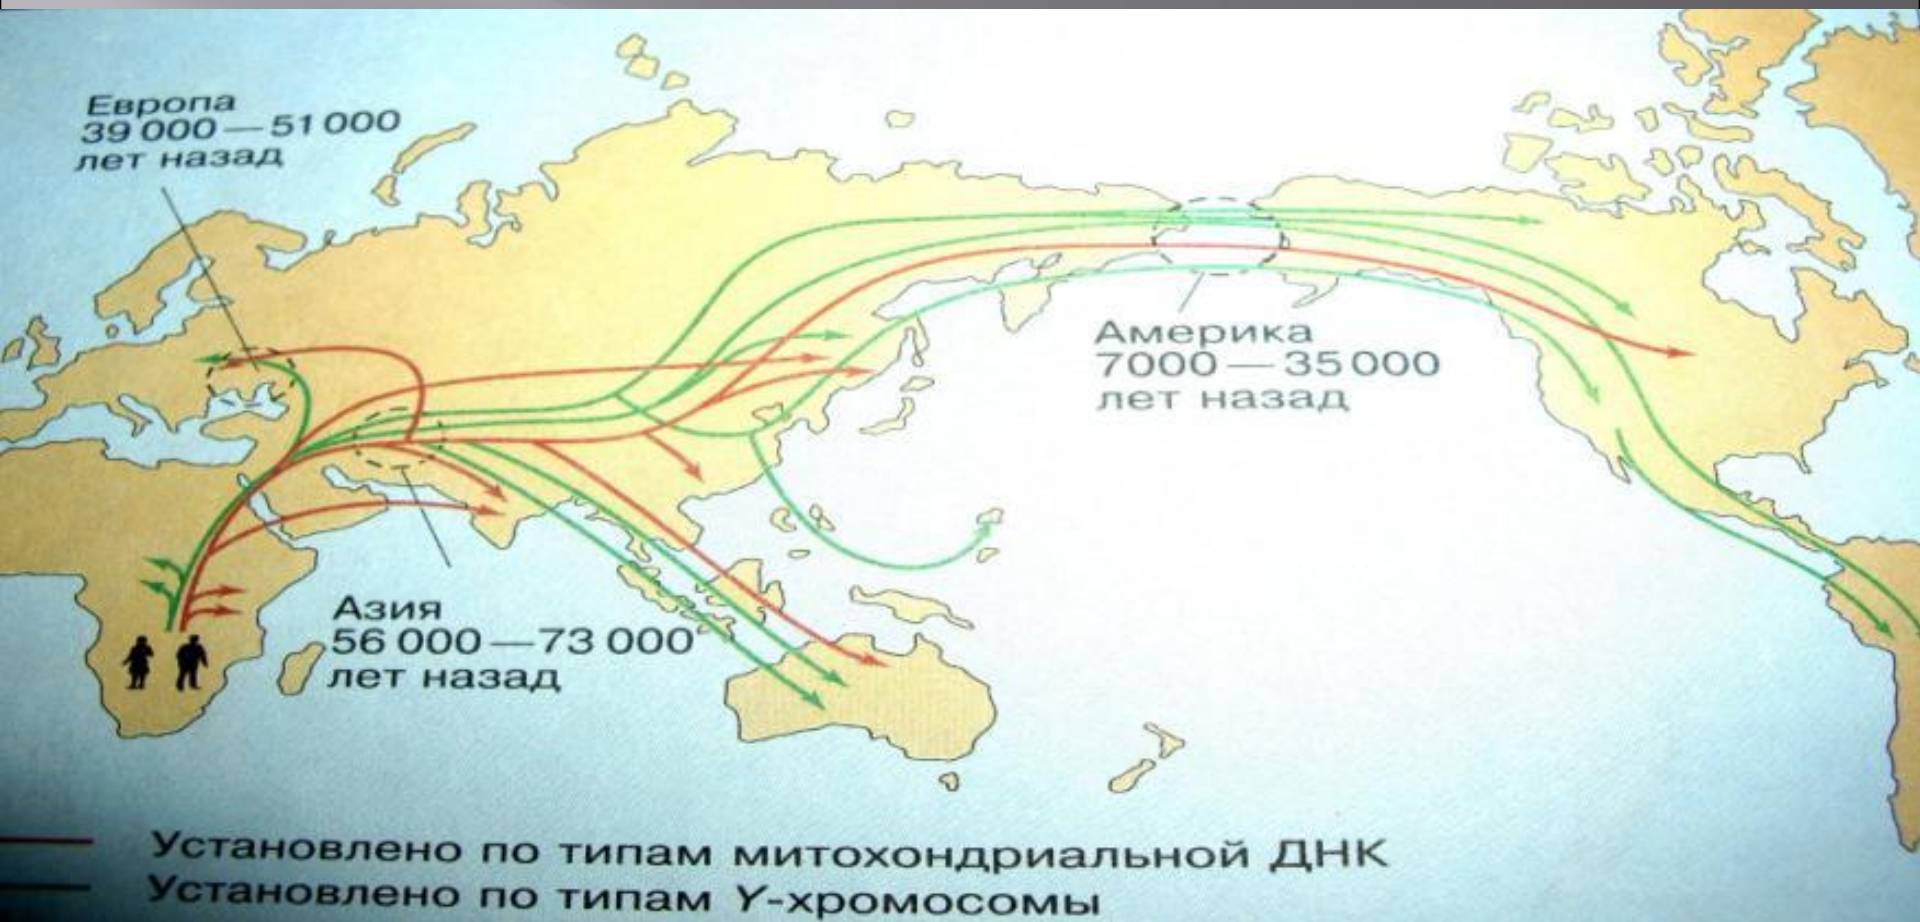 Европа
39 000 — 51 000
лет назад
Америка
7000 — 35 000
лет назад
Азия
56 000 — 73 000
лет назад
Установлено по типам митохондриальной ДНК
Установлено по типам Y-хромосомы